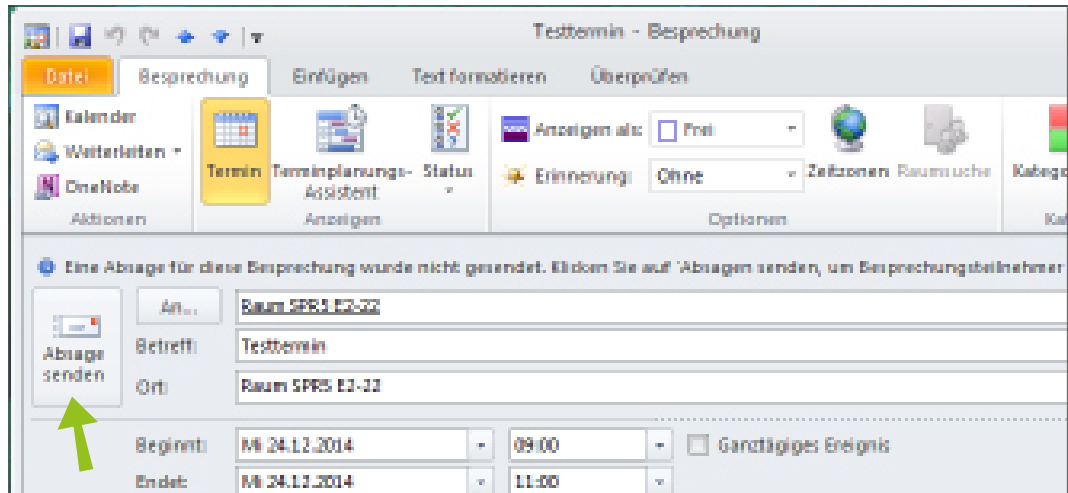 Testtermin - Besprechung
Datei Besprechung Einfügen Text formatieren Überprüfen
Kalender
Weiterleiten
OneNote
Aktionen
Termin
Terminplanungs-
Assistent
Status
Anzeigen
Anzeigen als: Frei
Erinnerung: Ohne
Zeitzonen
Raumsuche
Optionen
Eine Absage für diese Besprechung wurde nicht gesendet. Klicken Sie auf 'Absagen senden, um Besprechungsteilnehmer
Absage
senden
An... Raum SPR5 E2-22
Betreff: Testtermin
Ort: Raum SPR5 E2-22
Beginnt: Mi 24.12.2014 09:00 Ganztägiges Ereignis
Endet: Mi 24.12.2014 11:00